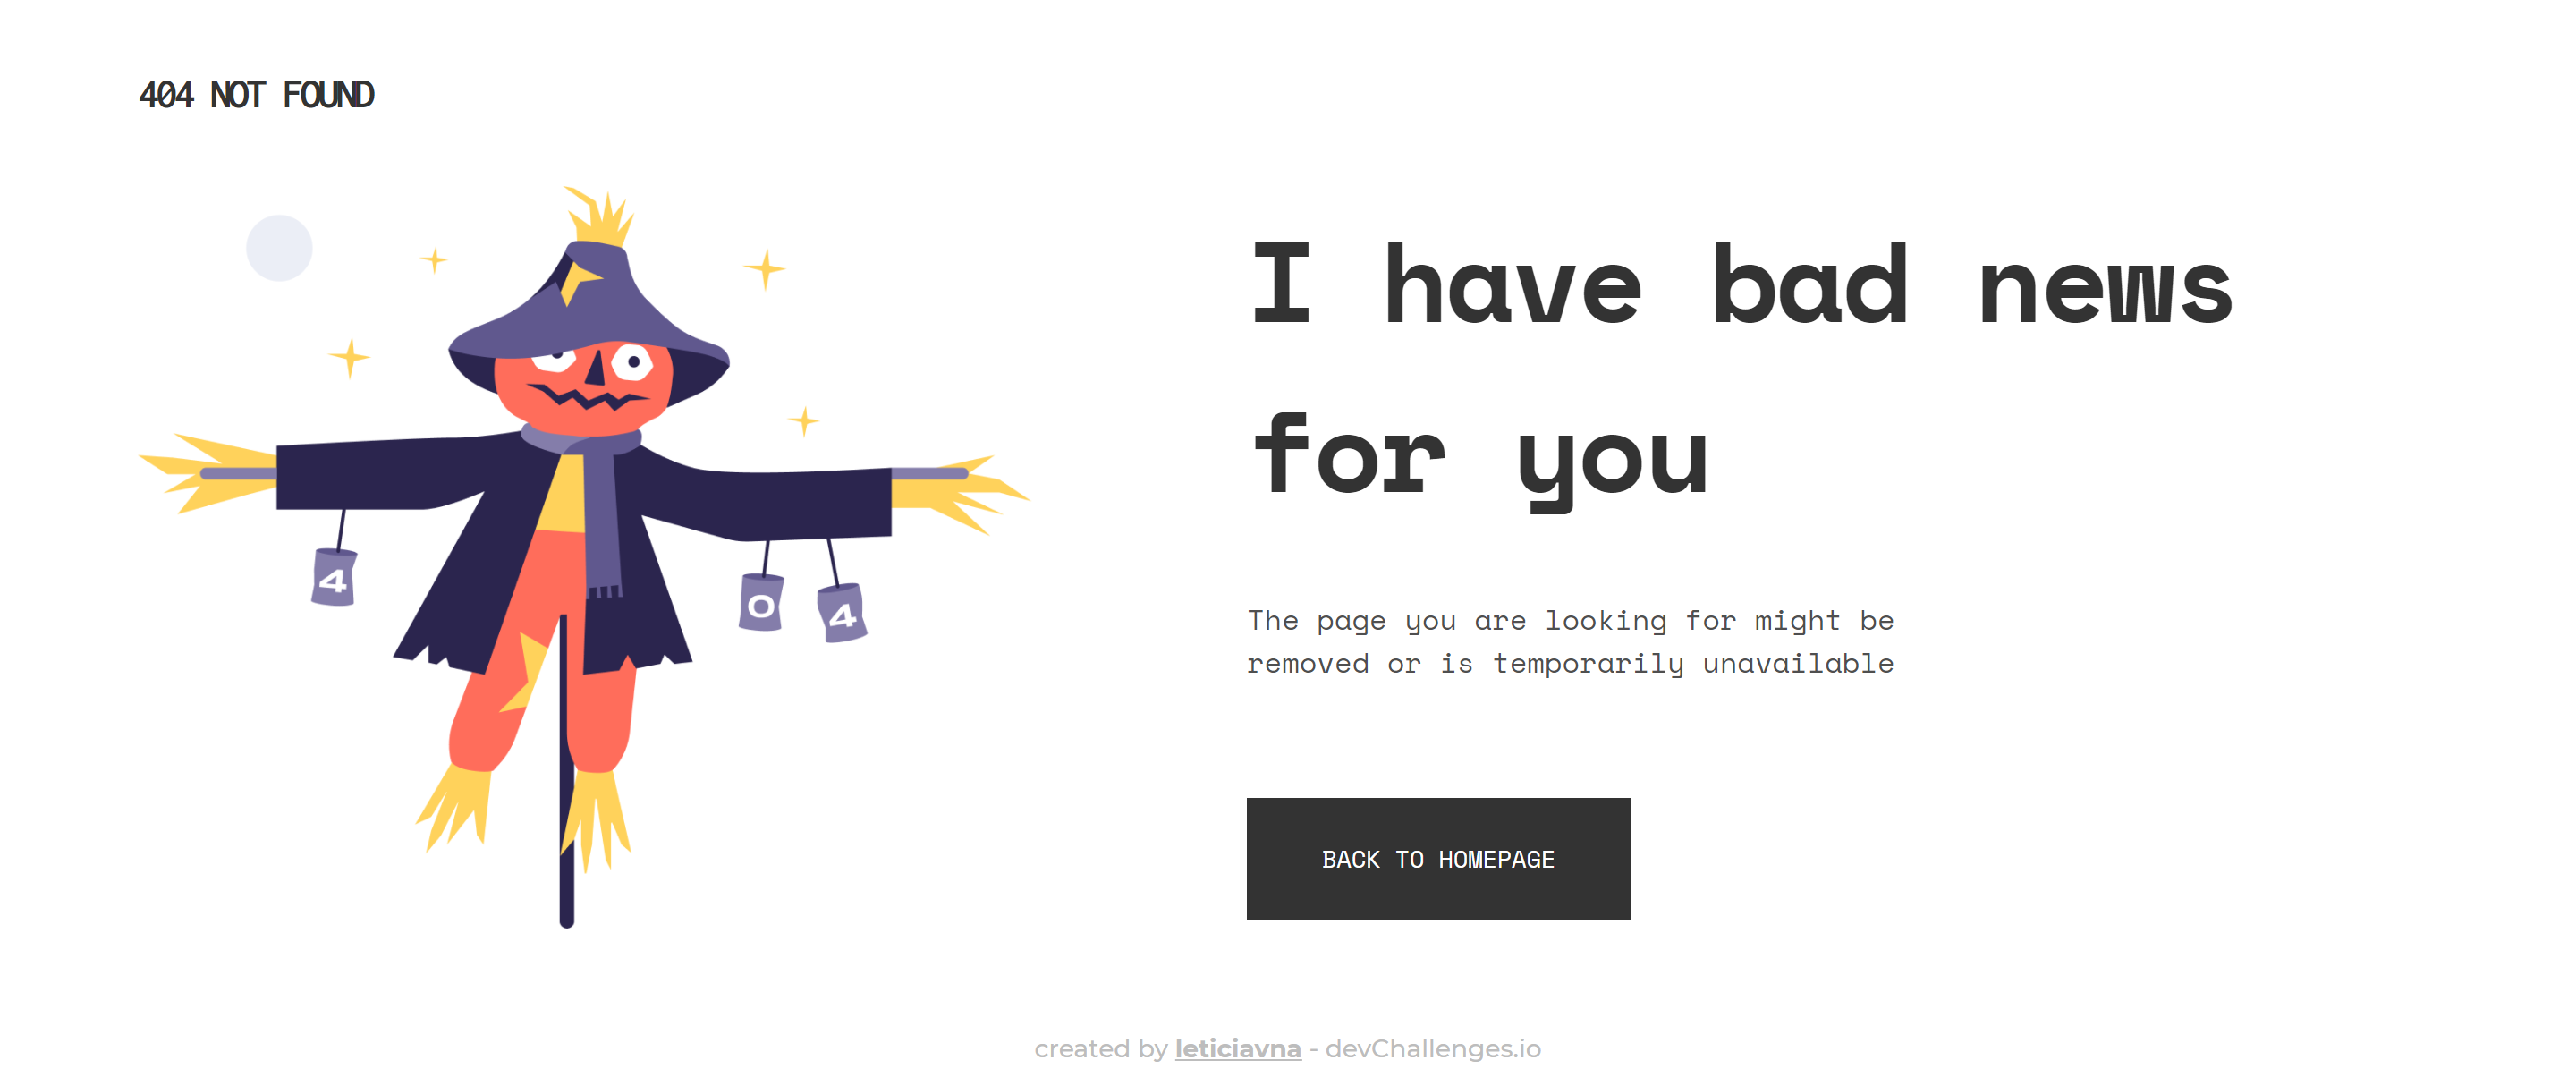 404 NOT FOUND
4
0
4
I have bad news
for you
The page you are looking for might be
removed or is temporarily unavailable
BACK TO HOMEPAGE
created by leticiavna - devChallenges.io